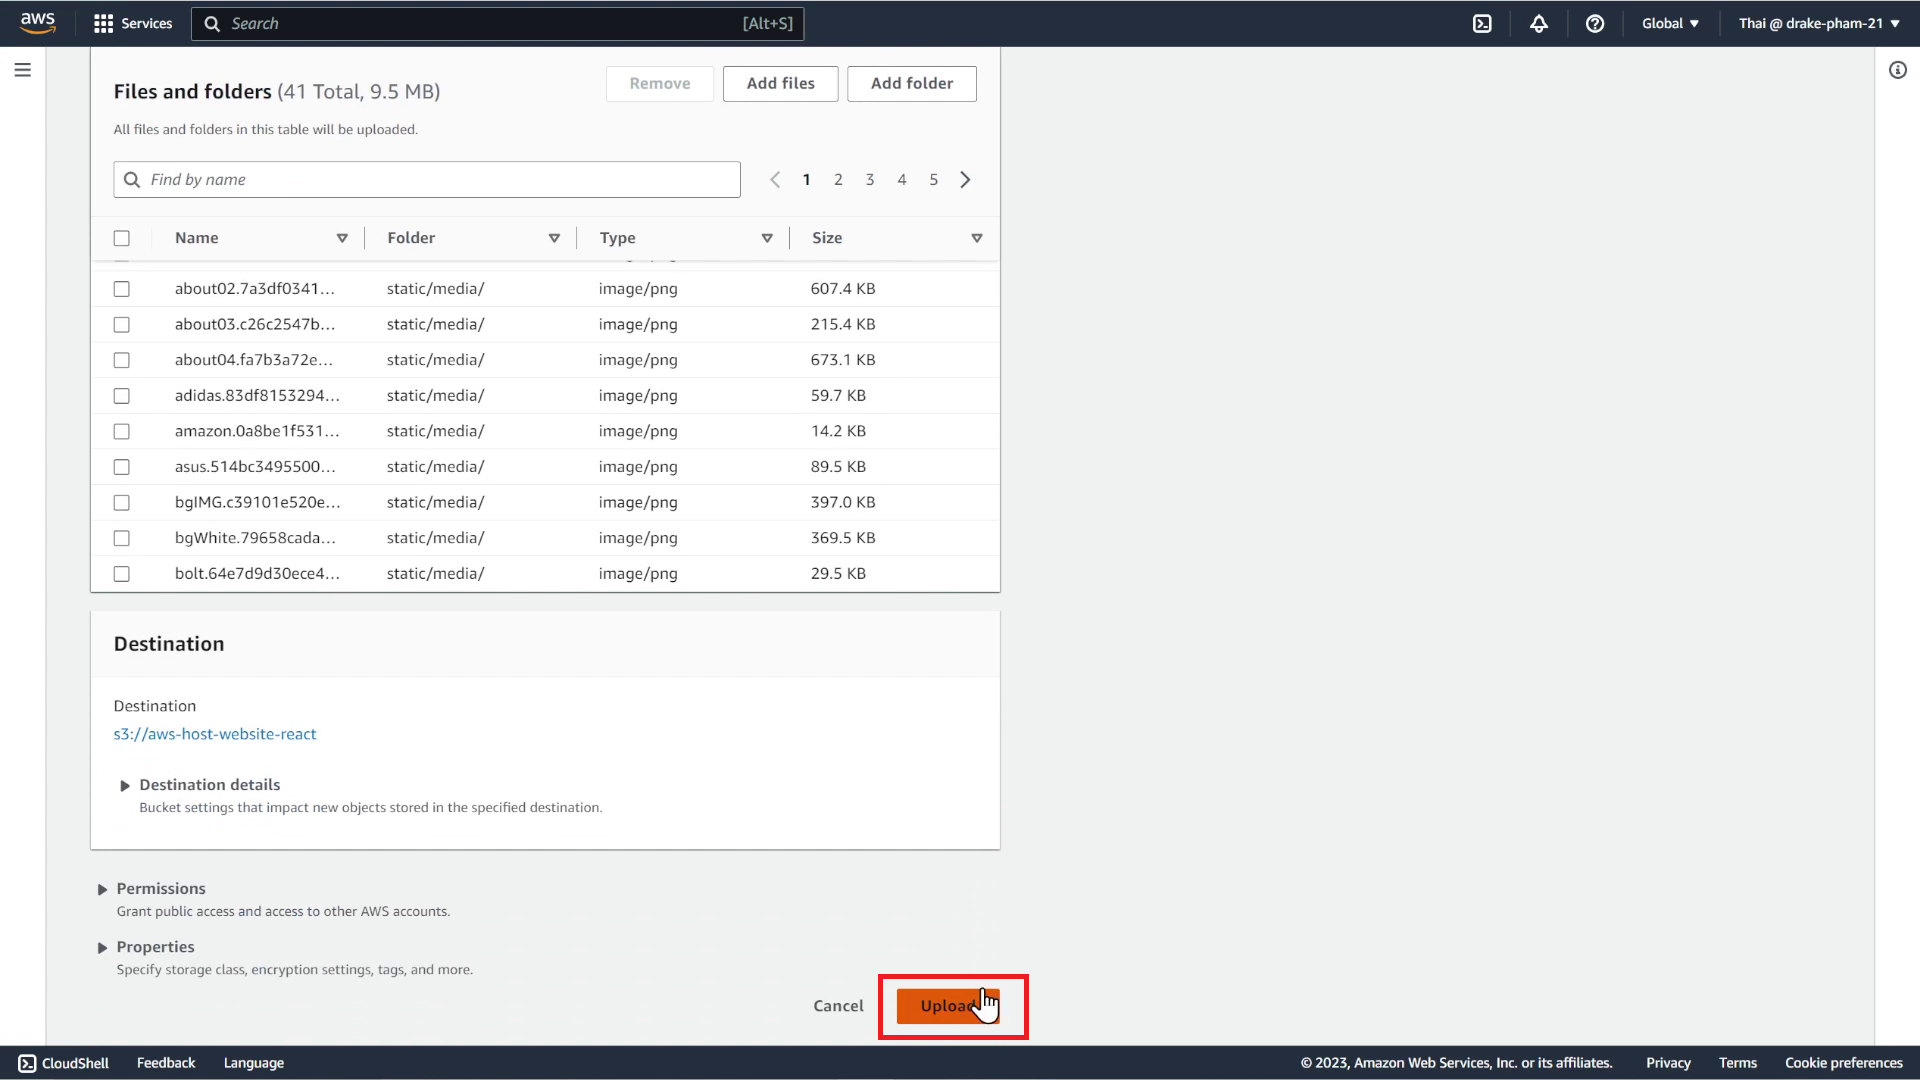 aws Services Search [Alt+S] Global Thai @ drake-pham-21
Files and folders (41 Total, 9.5 MB) Remove Add files Add folder
All files and folders in this table will be uploaded.
Find by name 1 2 3 4 5
Name Folder Type Size
about02.7a3df0341... static/media/ image/png 607.4 KB
about03.c26c2547b... static/media/ image/png 215.4 KB
about04.fa7b3a72e... static/media/ image/png 673.1 KB
adidas.83df8153294... static/media/ image/png 59.7 KB
amazon.0a8be1f531... static/media/ image/png 14.2 KB
asus.514bc3495500... static/media/ image/png 89.5 KB
bgIMG.c39101e520e... static/media/ image/png 397.0 KB
bgWhite.79658cada... static/media/ image/png 369.5 KB
bolt.64e7d9d30ece4... static/media/ image/png 29.5 KB
Destination
Destination
s3://aws-host-website-react
Destination details
Bucket settings that impact new objects stored in the specified destination.
Permissions
Grant public access and access to other AWS accounts.
Properties
Specify storage class, encryption settings, tags, and more.
Cancel Upload
CloudShell Feedback Language © 2023, Amazon Web Services, Inc. or its affiliates. Privacy Terms Cookie preferences